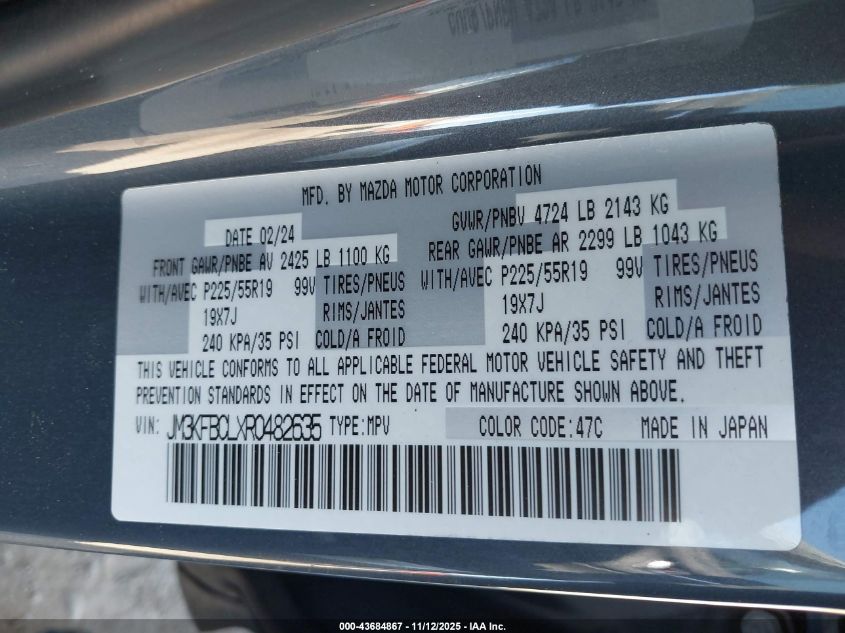 MFD. BY MAZDA MOTOR CORPORATION
DATE 02/24 GVWR/PNBV 4724 LB 2143 KG
FRONT GAWR/PNBE AV 2425 LB 1100 KG REAR GAWR/PNBE AR 2299 LB 1043 KG
WITH/AVEC P225/55R19 99V TIRES/PNEUS WITH/AVEC P225/55R19 99V TIRES/PNEUS
19X7J RIMS/JANTES 19X7J RIMS/JANTES
240 KPA/35 PSI COLD/A FROID 240 KPA/35 PSI COLD/A FROID
THIS VEHICLE CONFORMS TO ALL APPLICABLE FEDERAL MOTOR VEHICLE SAFETY AND THEFT
PREVENTION STANDARDS IN EFFECT ON THE DATE OF MANUFACTURE SHOWN ABOVE.
VIN: JM3KFBCLXR0482635 TYPE:MPV COLOR CODE:47C MADE IN JAPAN
000-43684867 - 11/12/2025 - IAA Inc.